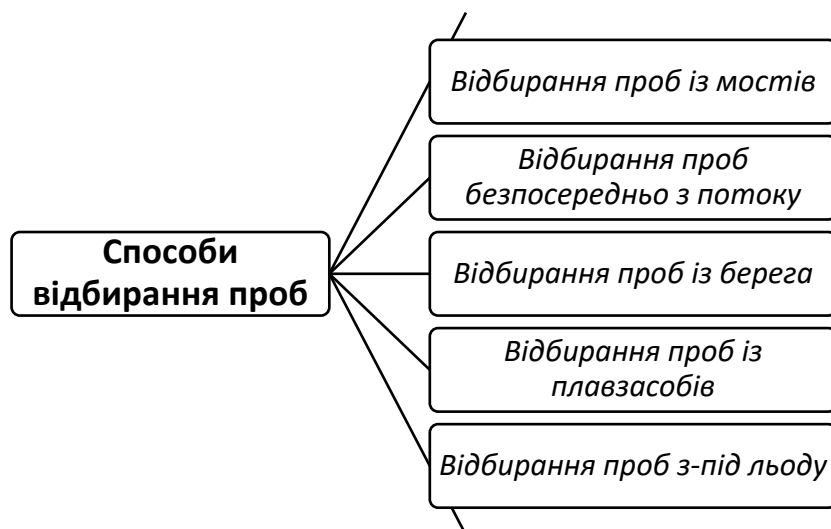 Відбирання проб із мостів
Відбирання проб
безпосередньо з потоку
Способи
відбирання проб
Відбирання проб із берега
Відбирання проб із
плавзасобів
Відбирання проб з-під льоду